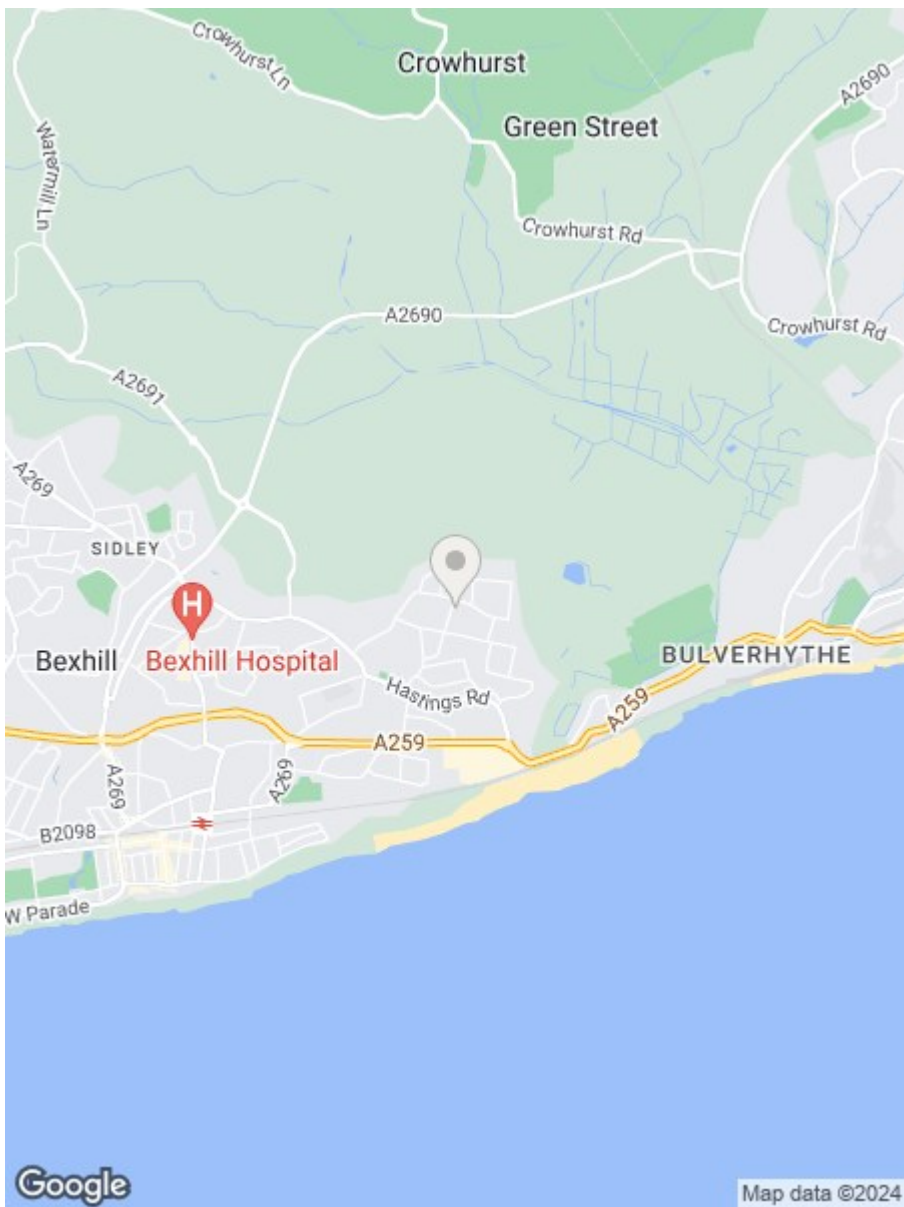 Crowhurst Ln
Crowhurst
A2690
Green Street
Watermill Ln
Crowhurst Rd
A2690
Crowhurst Rd
A2691
A269
SIDLEY
H
Bexhill
Bexhill Hospital
BULVERHYTHE
Hastings Rd
A259
A259
A269
A269
B2098
W Parade
Google
Map data ©2024